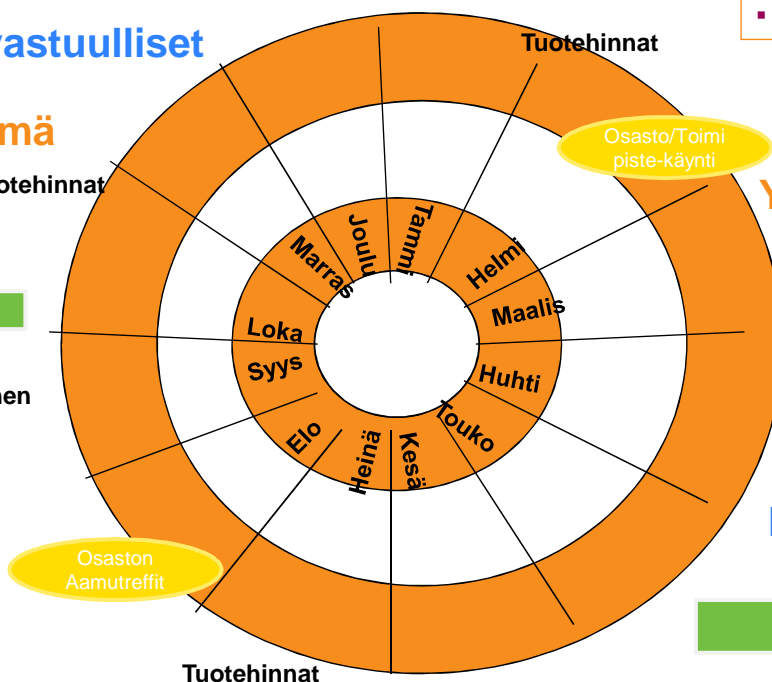 vastuulliset
Tuotehinnat
mä
Osasto/Toimi
piste-käynti
otehinnat
Y
Tammi
Helmi
Maalis
Huhti
Touko
Kesä
Heinä
Elo
Syys
Loka
Marras
Joulu
en
Osaston
Aamutreffit
Tuotehinnat